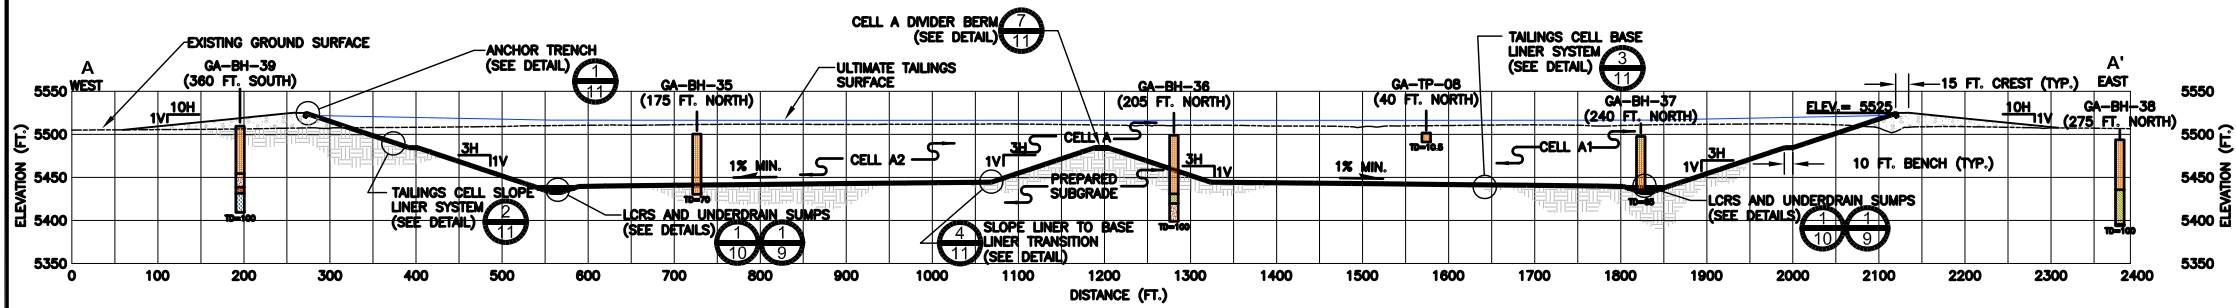 A
WEST
EXISTING GROUND SURFACE
GA-BH-39
(360 FT. SOUTH)
ANCHOR TRENCH
(SEE DETAIL)
1
11
GA-BH-35
(175 FT. NORTH)
ULTIMATE TAILINGS
SURFACE
CELL A DIVIDER BERM
(SEE DETAIL)
7
11
GA-BH-36
(205 FT. NORTH)
GA-TP-08
(40 FT. NORTH)
TAILINGS CELL BASE
LINER SYSTEM
(SEE DETAIL)
3
11
GA-BH-37
(240 FT. NORTH)
15 FT. CREST (TYP.)
A'
EAST
GA-BH-38
(275 FT. NORTH)
ELEV.= 5525
10H
1V
10H
1V
3H
1V
3H
1V
3H
1V
3H
1V
1% MIN.
1% MIN.
CELL A2
CELL A
CELL A1
PREPARED
SUBGRADE
10 FT. BENCH (TYP.)
TAILINGS CELL SLOPE
LINER SYSTEM
(SEE DETAIL)
2
11
LCRS AND UNDERDRAIN SUMPS
(SEE DETAILS)
1
10
1
9
4
11
SLOPE LINER TO BASE
LINER TRANSITION
(SEE DETAIL)
LCRS AND UNDERDRAIN SUMPS
(SEE DETAILS)
1
10
1
9
TD=100
TD=70
TD=100
TD=10.5
TD=100
ELEVATION (FT.)
5550
5500
5450
5400
5350
5550
5500
5450
5400
5350
ELEVATION (FT.)
0 100 200 300 400 500 600 700 800 900 1000 1100 1200 1300 1400 1500 1600 1700 1800 1900 2000 2100 2200 2300 2400
DISTANCE (FT.)